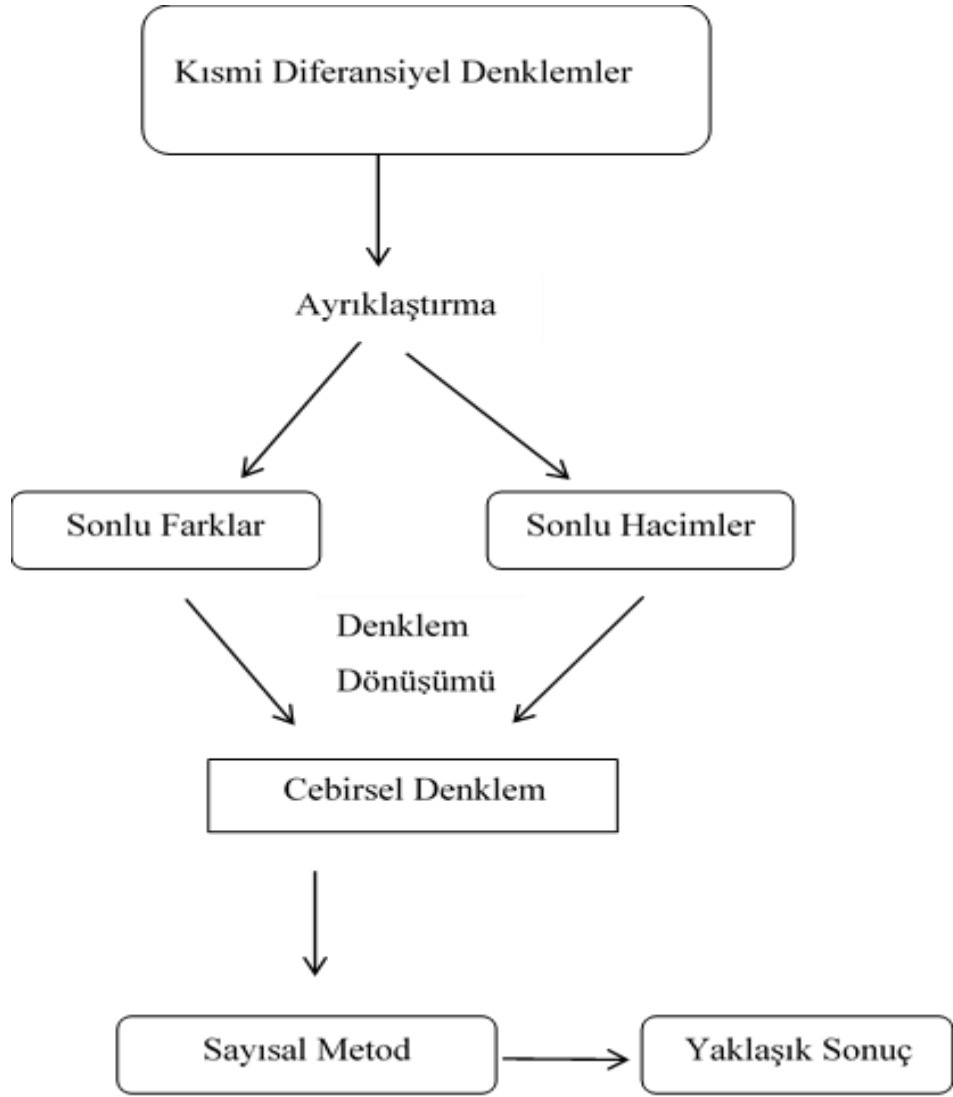 Kısmi Diferansiyel Denklemler
Ayrıklaştırma
Sonlu Farklar
Sonlu Hacimler
Denklem
Dönüşümü
Cebirsel Denklem
Sayısal Metod
Yaklaşık Sonuç